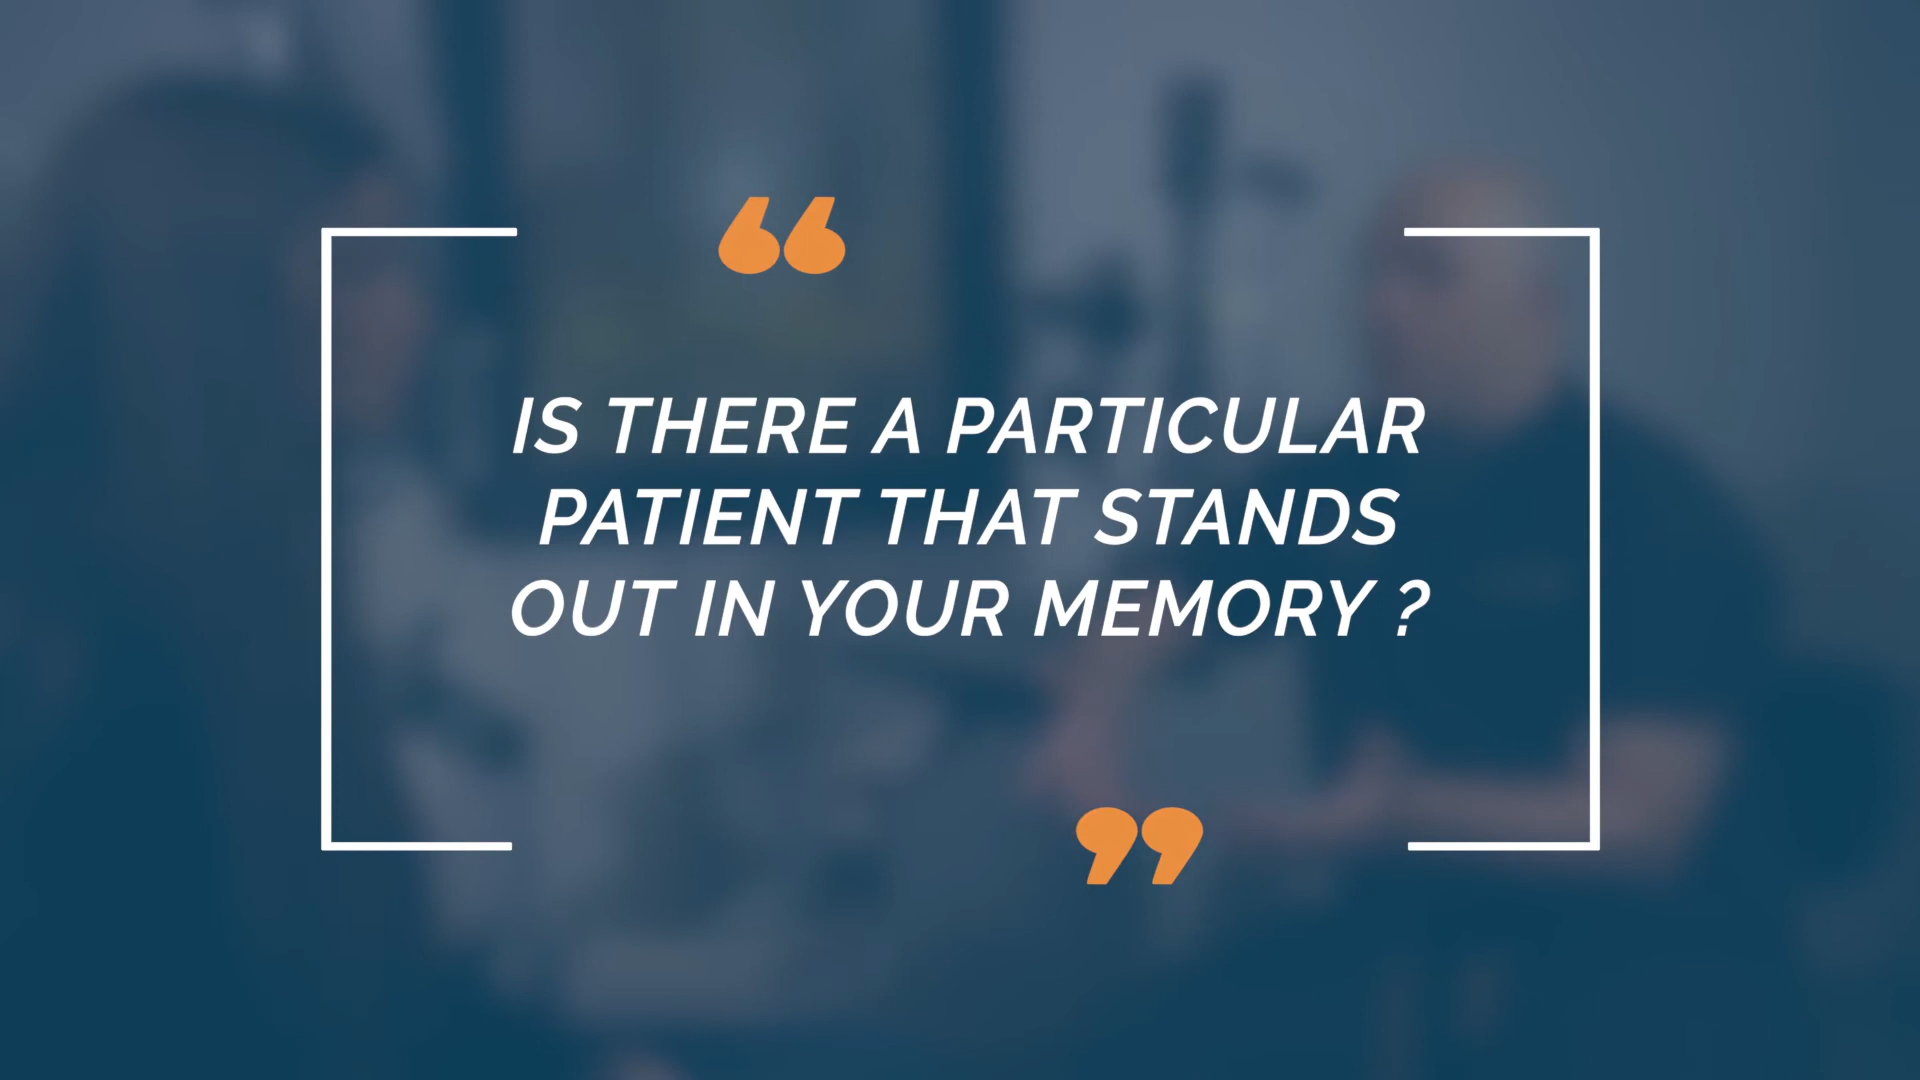 “
IS THERE A PARTICULAR
PATIENT THAT STANDS
OUT IN YOUR MEMORY ?
”